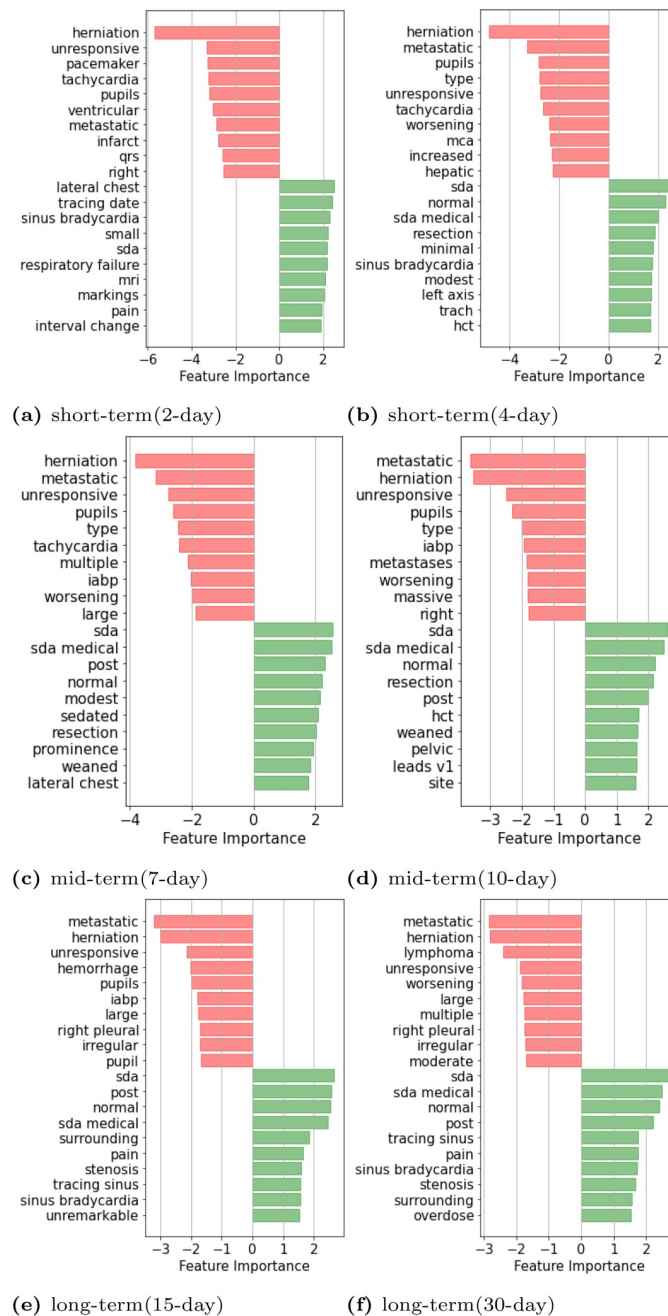 herniation
unresponsive
pacemaker
tachycardia
pupils
ventricular
metastatic
infarct
qrs
right
lateral chest
tracing date
sinus bradycardia
small
sda
respiratory failure
mri
markings
pain
interval change
−6 −4 −2 0 2
Feature Importance
(a) short-term(2-day)
herniation
metastatic
pupils
type
unresponsive
tachycardia
worsening
mca
increased
hepatic
sda
normal
sda medical
resection
minimal
sinus bradycardia
modest
left axis
trach
hct
−4 −2 0 2
Feature Importance
(b) short-term(4-day)
herniation
metastatic
unresponsive
pupils
type
tachycardia
multiple
iabp
worsening
large
sda
sda medical
post
normal
modest
sedated
resection
prominence
weaned
lateral chest
−4 −2 0 2
Feature Importance
(c) mid-term(7-day)
metastatic
herniation
unresponsive
pupils
type
iabp
metastases
worsening
massive
right
sda
sda medical
normal
resection
post
hct
weaned
pelvic
leads v1
site
−3 −2 −1 0 1 2
Feature Importance
(d) mid-term(10-day)
metastatic
herniation
unresponsive
hemorrhage
pupils
iabp
large
right pleural
irregular
pupil
sda
post
normal
sda medical
surrounding
pain
stenosis
tracing sinus
sinus bradycardia
unremarkable
−3 −2 −1 0 1 2
Feature Importance
(e) long-term(15-day)
metastatic
herniation
lymphoma
unresponsive
worsening
large
multiple
right pleural
irregular
moderate
sda
sda medical
normal
post
tracing sinus
pain
sinus bradycardia
stenosis
surrounding
overdose
−3 −2 −1 0 1 2
Feature Importance
(f) long-term(30-day)